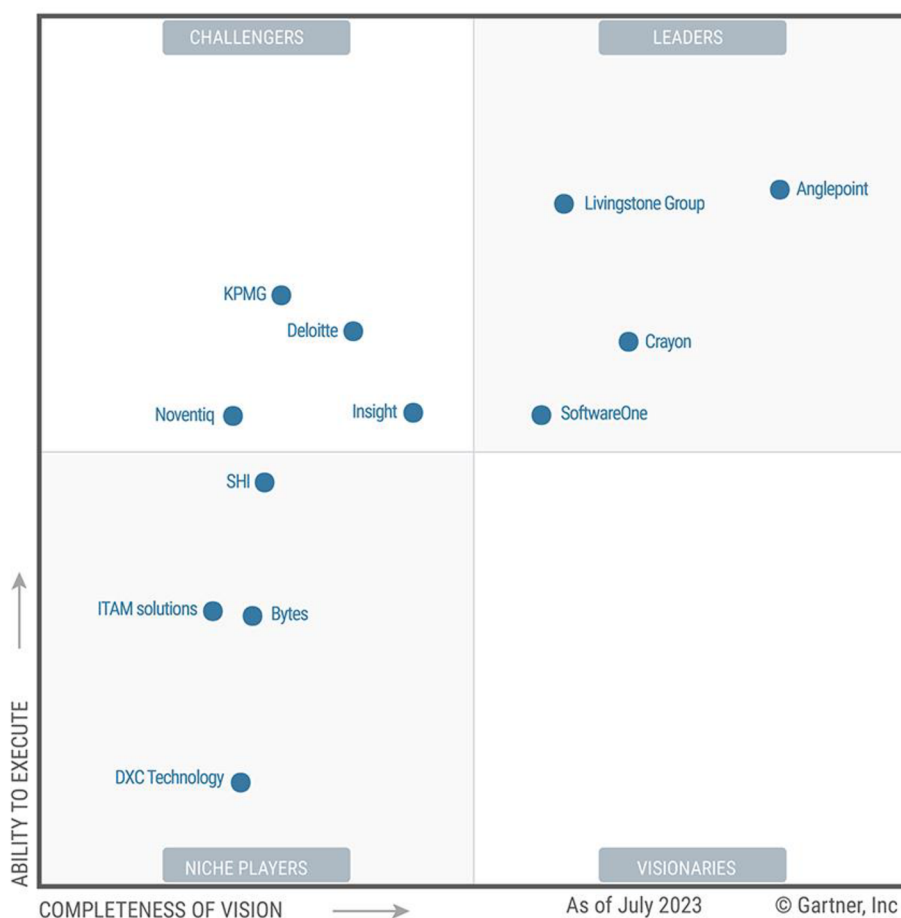 CHALLENGERS
LEADERS
Anglepoint
Livingstone Group
KPMG
Deloitte
Crayon
Noventiq
Insight
SoftwareOne
SHI
ITAM solutions
Bytes
DXC Technology
NICHE PLAYERS
VISIONARIES
ABILITY TO EXECUTE
COMPLETENESS OF VISION
As of July 2023
© Gartner, Inc